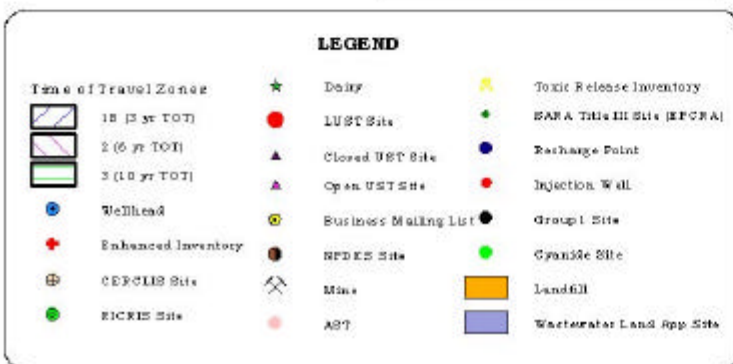 LEGEND
Time of Travel Zones
1B (3 yr TOT)
2 (6 yr TOT)
3 (10 yr TOT)
Wellhead
Enhanced Inventory
CERCLIS Site
RICRIS Site
Dairy
LUST Site
Closed UST Site
Open UST Site
Business Mailing List
NPDES Site
Mine
AST
Toxic Release Inventory
SARA Title III Site (EPCRA)
Recharge Point
Injection Well
Group1 Site
Cyanide Site
Landfill
Wastewater Land App Site